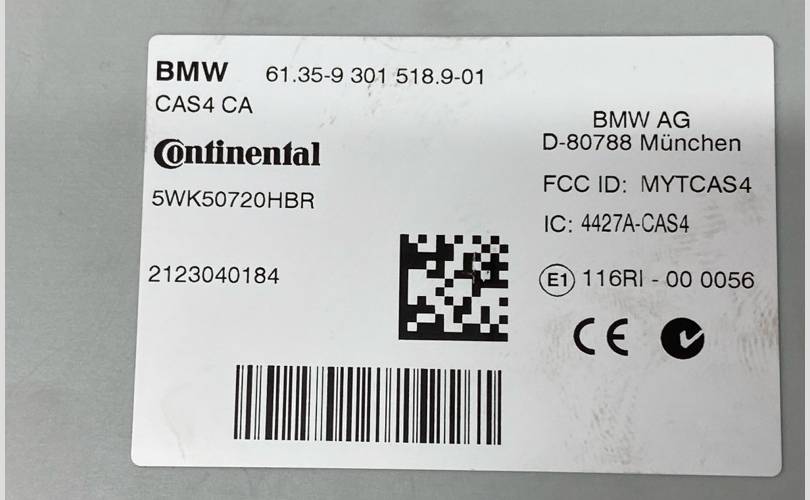 BMW 61.35-9 301 518.9-01
CAS4 CA
Continental
5WK50720HBR
2123040184
BMW AG
D-80788 München
FCC ID: MYTCAS4
IC: 4427A-CAS4
E1 116RI - 00 0056
CE